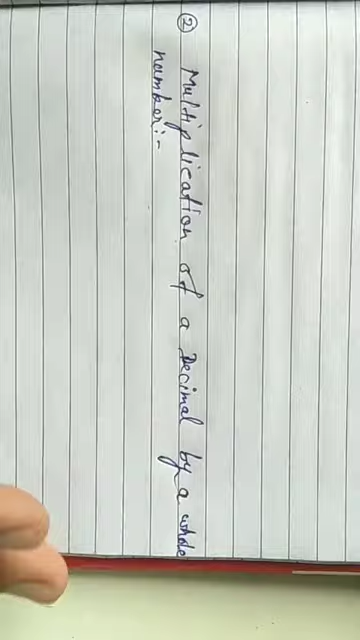 ② Multiplication of a Decimal by a whole
number:-